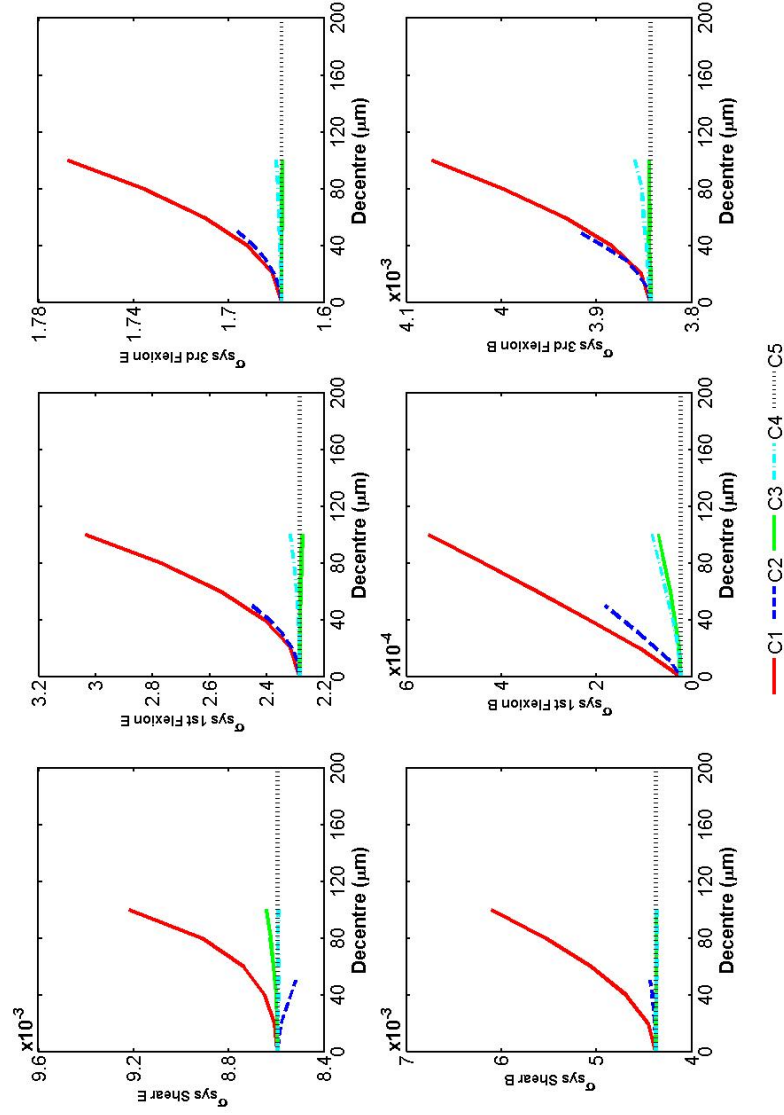 x10⁻³
9.6
9.2
8.8
8.4
σsys Shear E
0 40 80 120 160 200
Decentre (μm)
3.2
3
2.8
2.6
2.4
2.2
σsys 1st Flexion E
0 40 80 120 160 200
Decentre (μm)
1.78
1.74
1.7
1.6
σsys 3rd Flexion E
0 40 80 120 160 200
Decentre (μm)
x10⁻³
7
6
5
4
σsys Shear B
0 40 80 120 160 200
Decentre (μm)
x10⁻⁴
6
4
2
0
σsys 1st Flexion B
0 40 80 120 160 200
Decentre (μm)
x10⁻³
4.1
4
3.9
3.8
σsys 3rd Flexion B
0 40 80 120 160 200
Decentre (μm)
C1 C2 C3 C4 C5